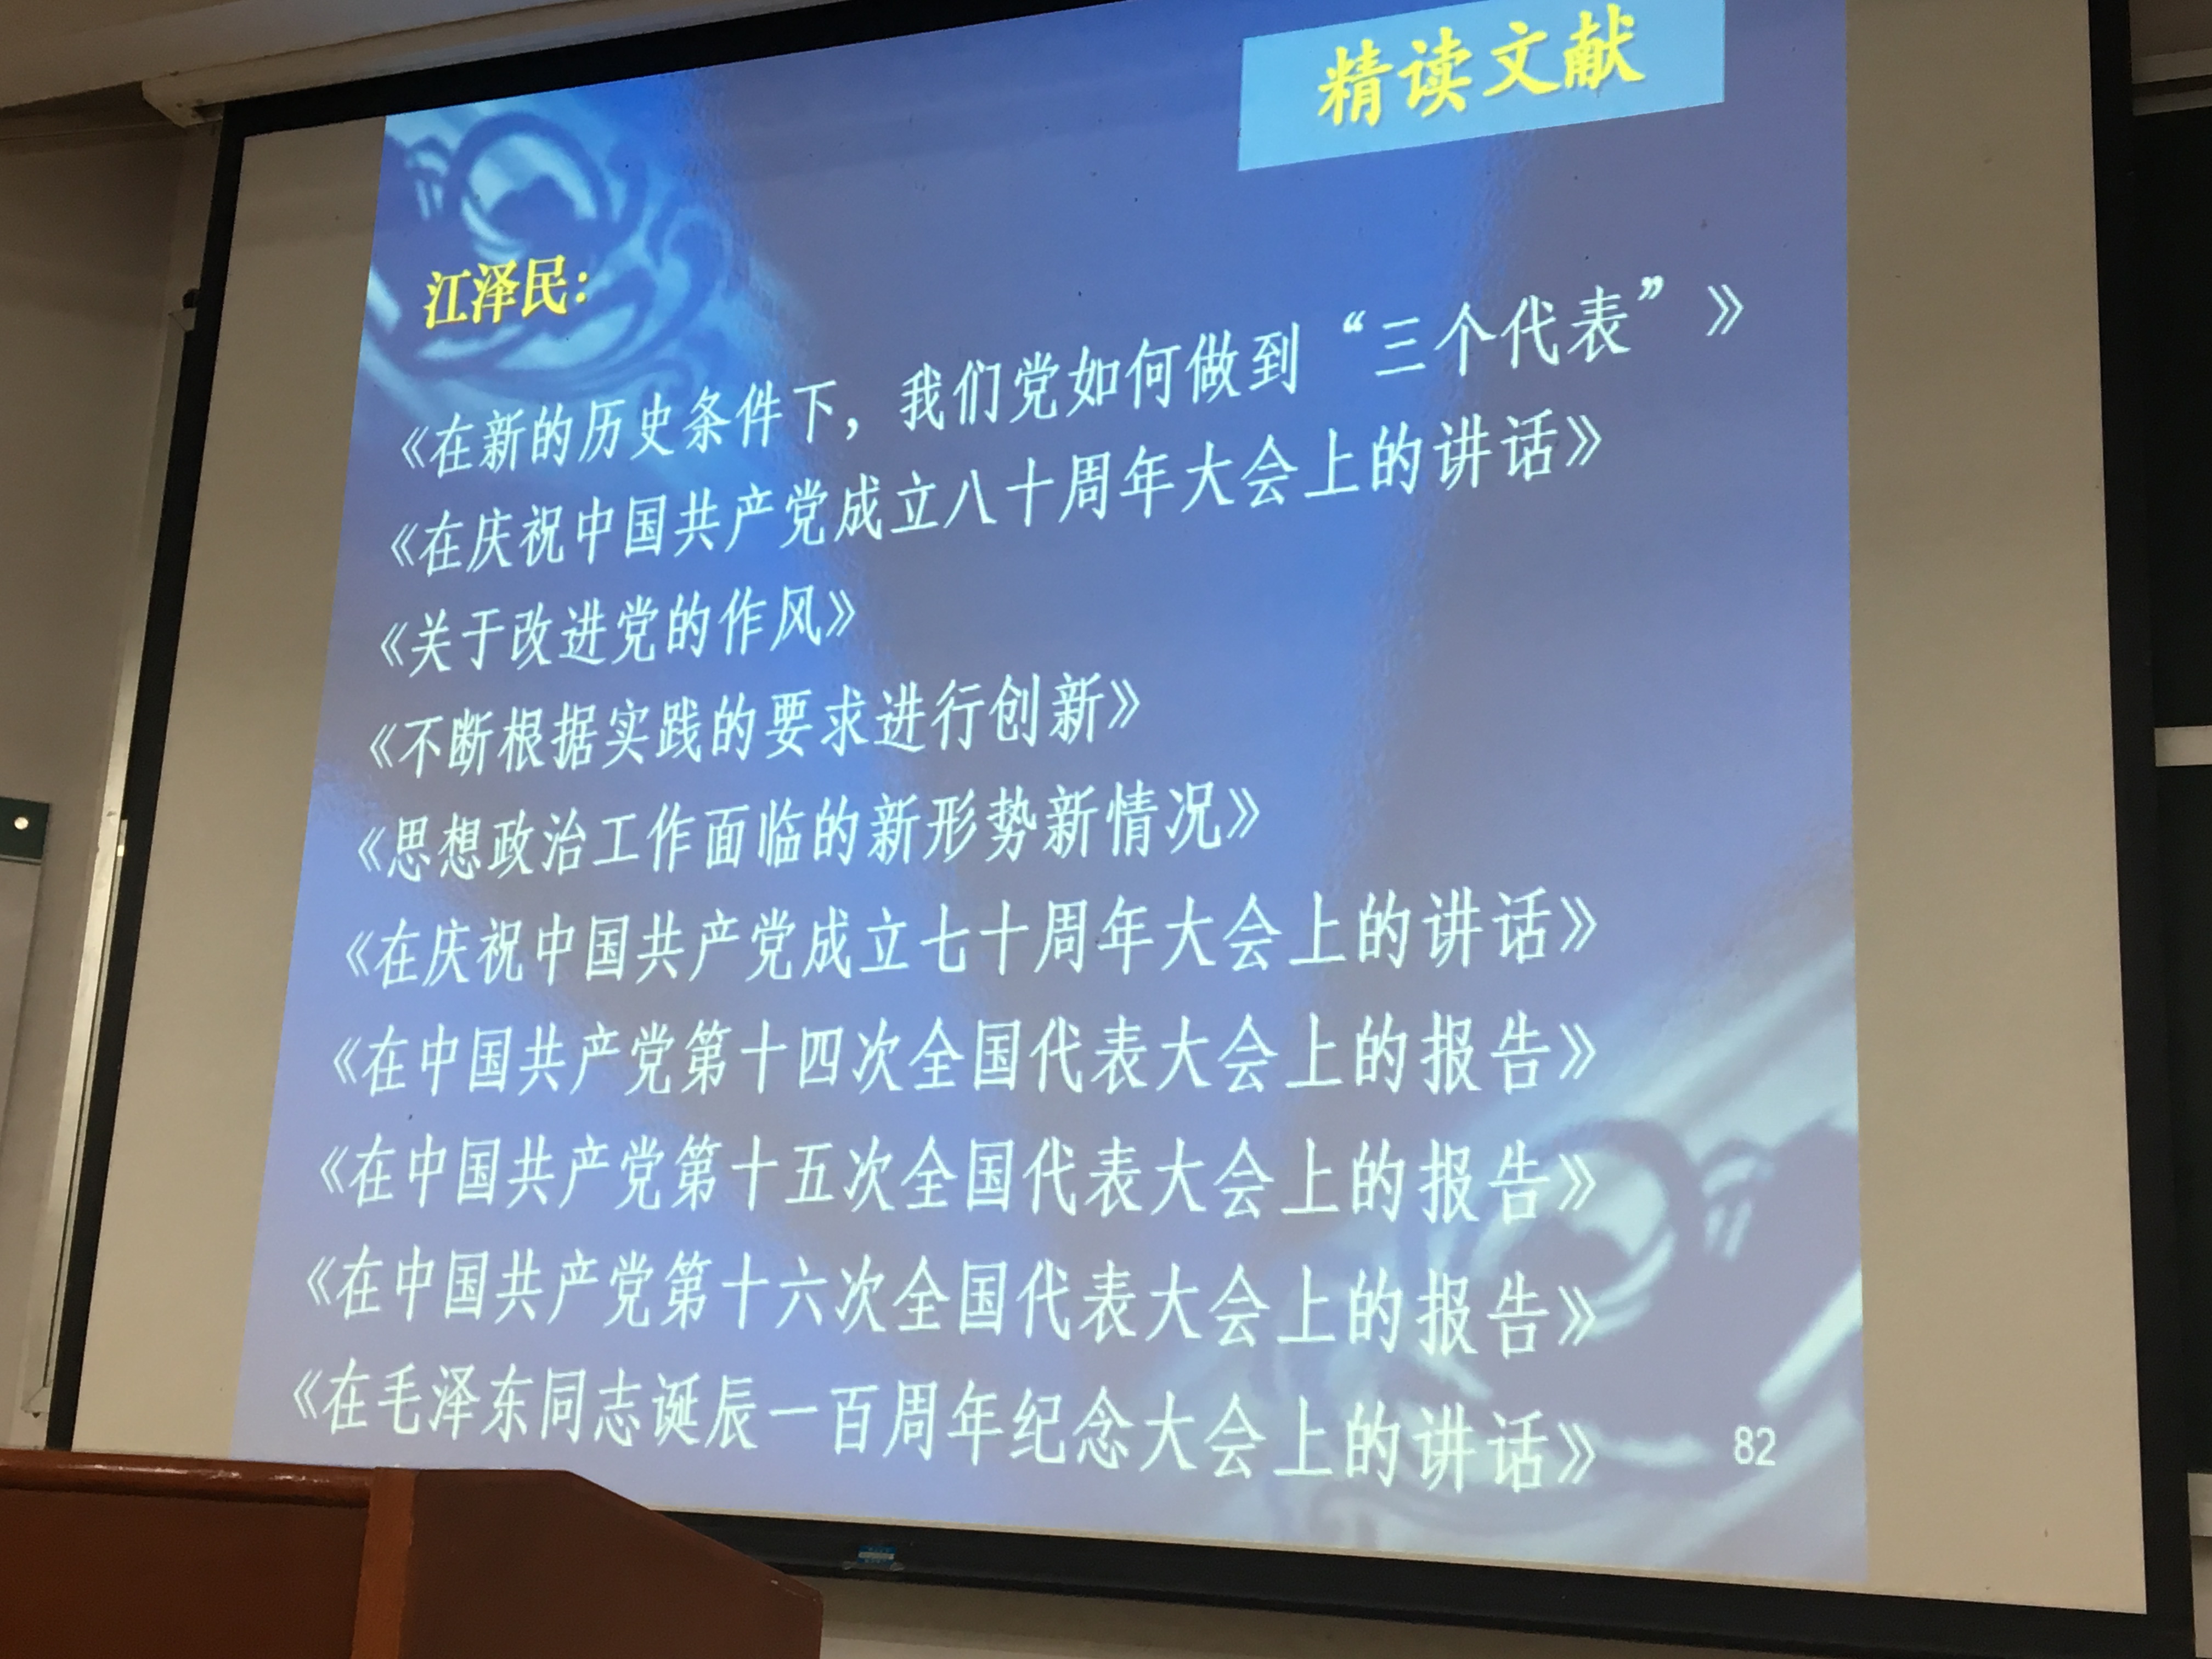 精读文献
江泽民：
《在新的历史条件下，我们党如何做到“三个代表”》
《在庆祝中国共产党成立八十周年大会上的讲话》
《关于改进党的作风》
《不断根据实践的要求进行创新》
《思想政治工作面临的新形势新情况》
《在庆祝中国共产党成立七十周年大会上的讲话》
《在中国共产党第十四次全国代表大会上的报告》
《在中国共产党第十五次全国代表大会上的报告》
《在中国共产党第十六次全国代表大会上的报告》
《在毛泽东同志诞辰一百周年纪念大会上的讲话》
82